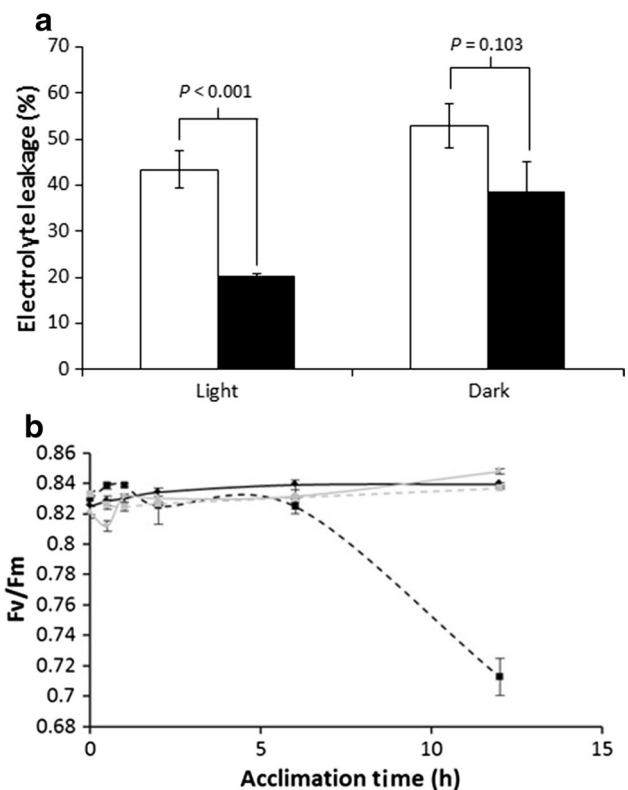 a
70
60
50
40
30
20
10
0
Electrolyte leakage (%)
P < 0.001
P = 0.103
Light
Dark
b
0.86
0.84
0.82
0.8
0.78
0.76
0.74
0.72
0.7
0.68
Fv/Fm
0
5
10
15
Acclimation time (h)